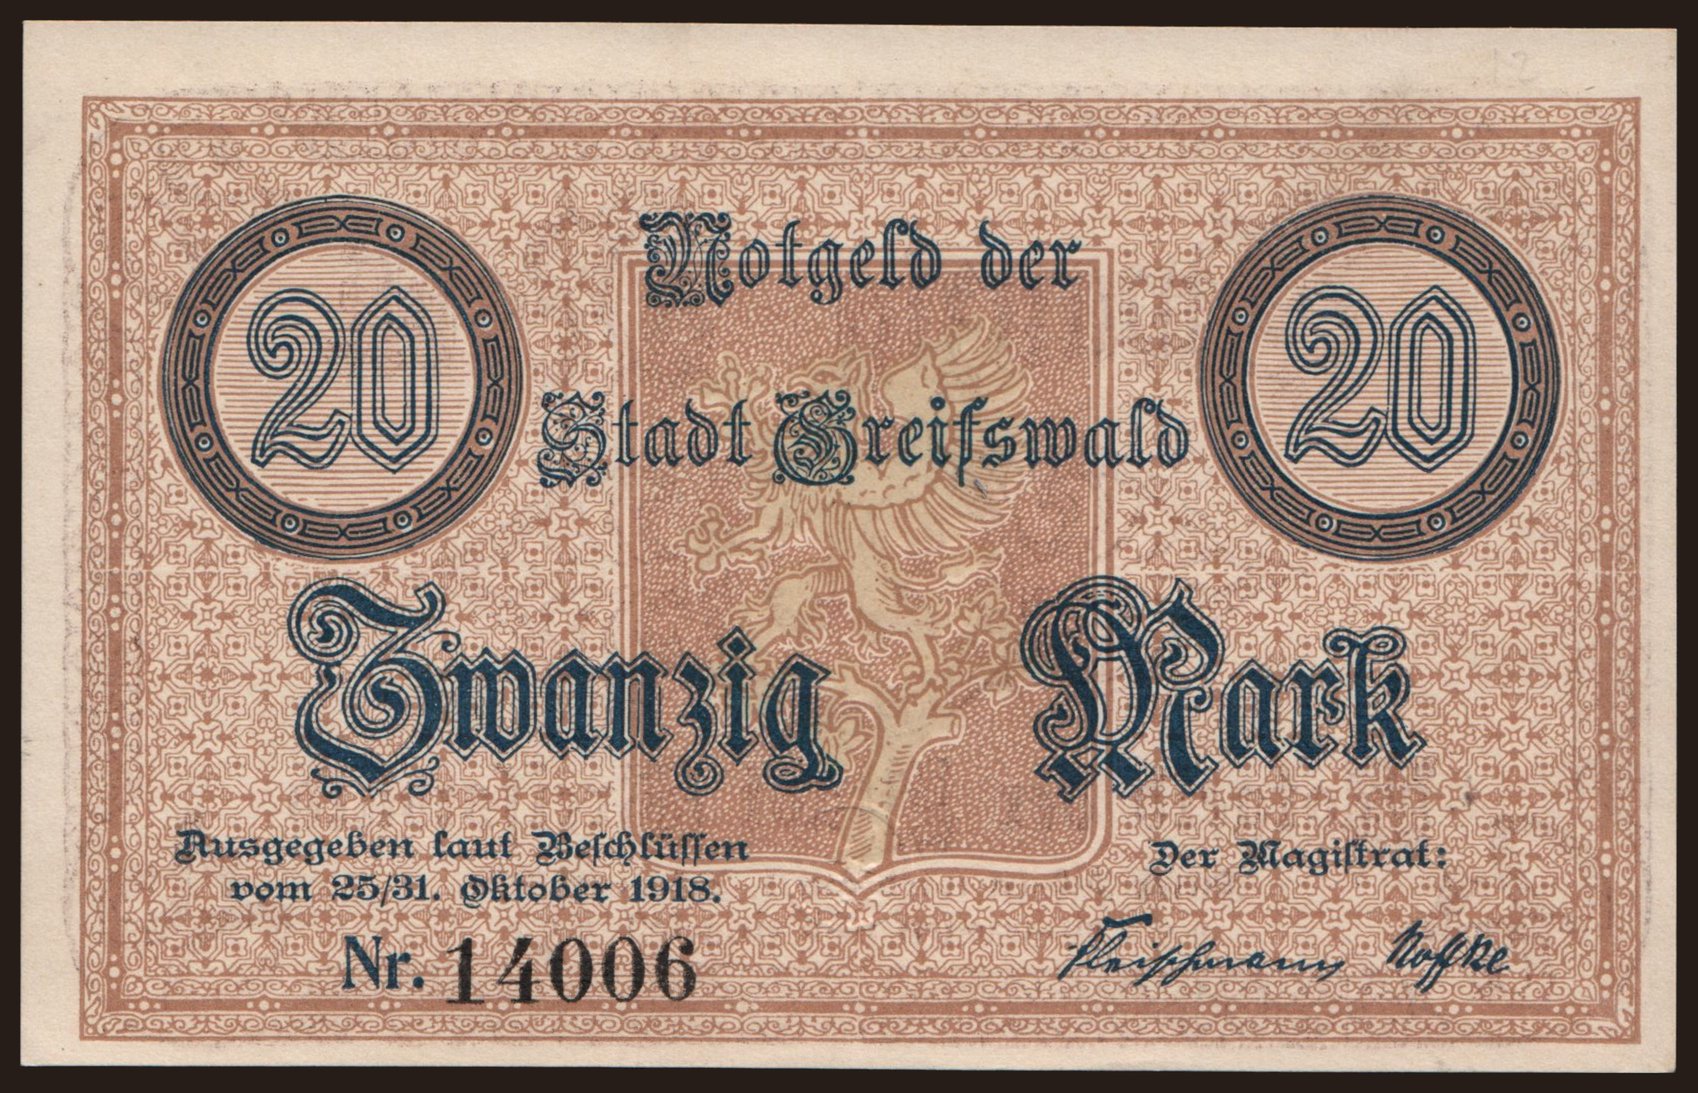 Notgeld der
20
20
Stadt Greifswald
Zwanzig Mark
Ausgegeben laut Beschlüssen
vom 25/31. Oktober 1918.
Der Magistrat:
Nr. 14006
Fleischmann